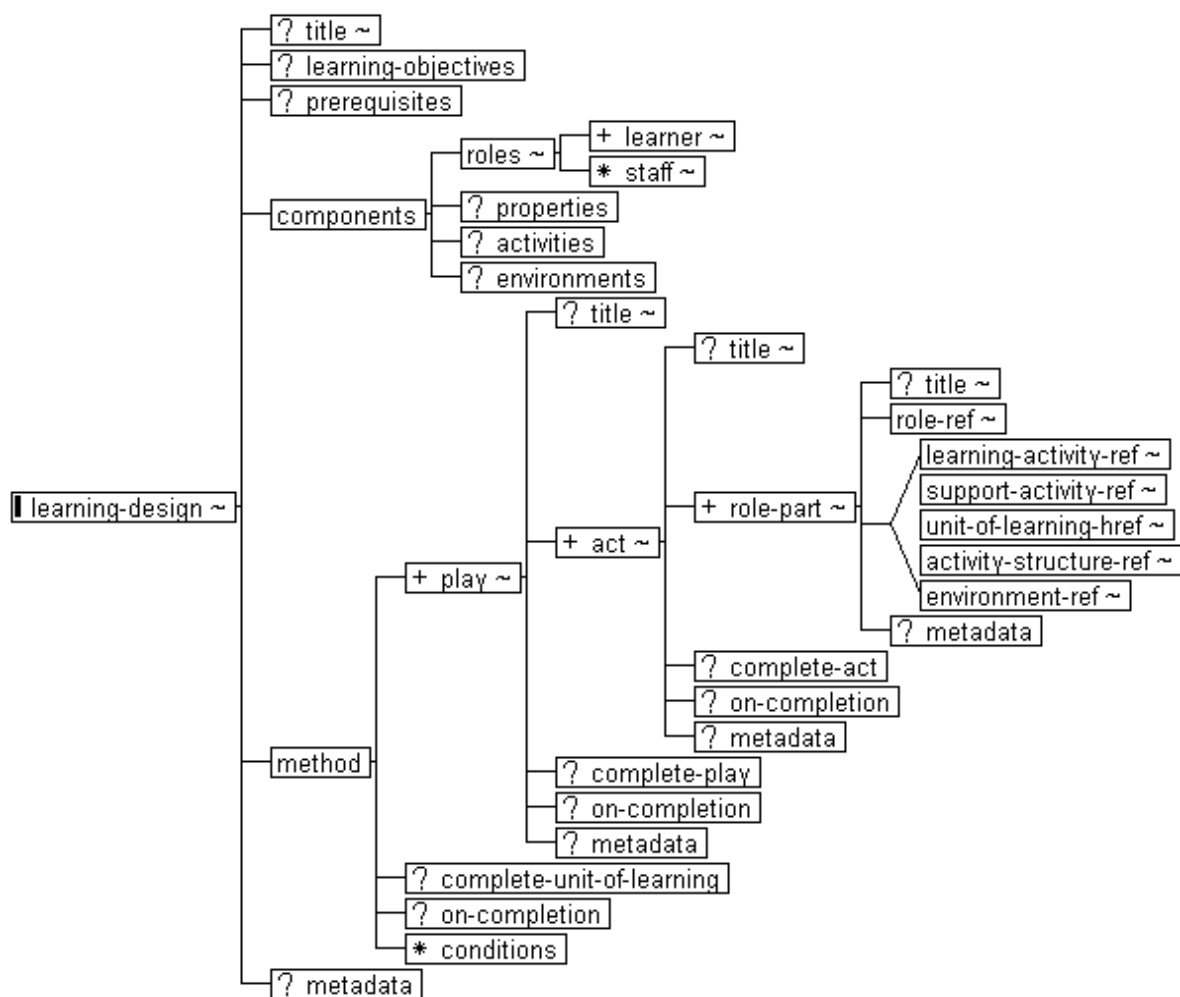 ? title ~
? learning-objectives
? prerequisites
+ learner ~
roles ~
* staff ~
? properties
components
? activities
? environments
? title ~
? title ~
? title ~
role-ref ~
learning-activity-ref ~
support-activity-ref ~
learning-design ~
+ role-part ~
unit-of-learning-href ~
+ act ~
activity-structure-ref ~
+ play ~
environment-ref ~
? metadata
? complete-act
? on-completion
? metadata
method
? complete-play
? on-completion
? metadata
? complete-unit-of-learning
? on-completion
* conditions
? metadata